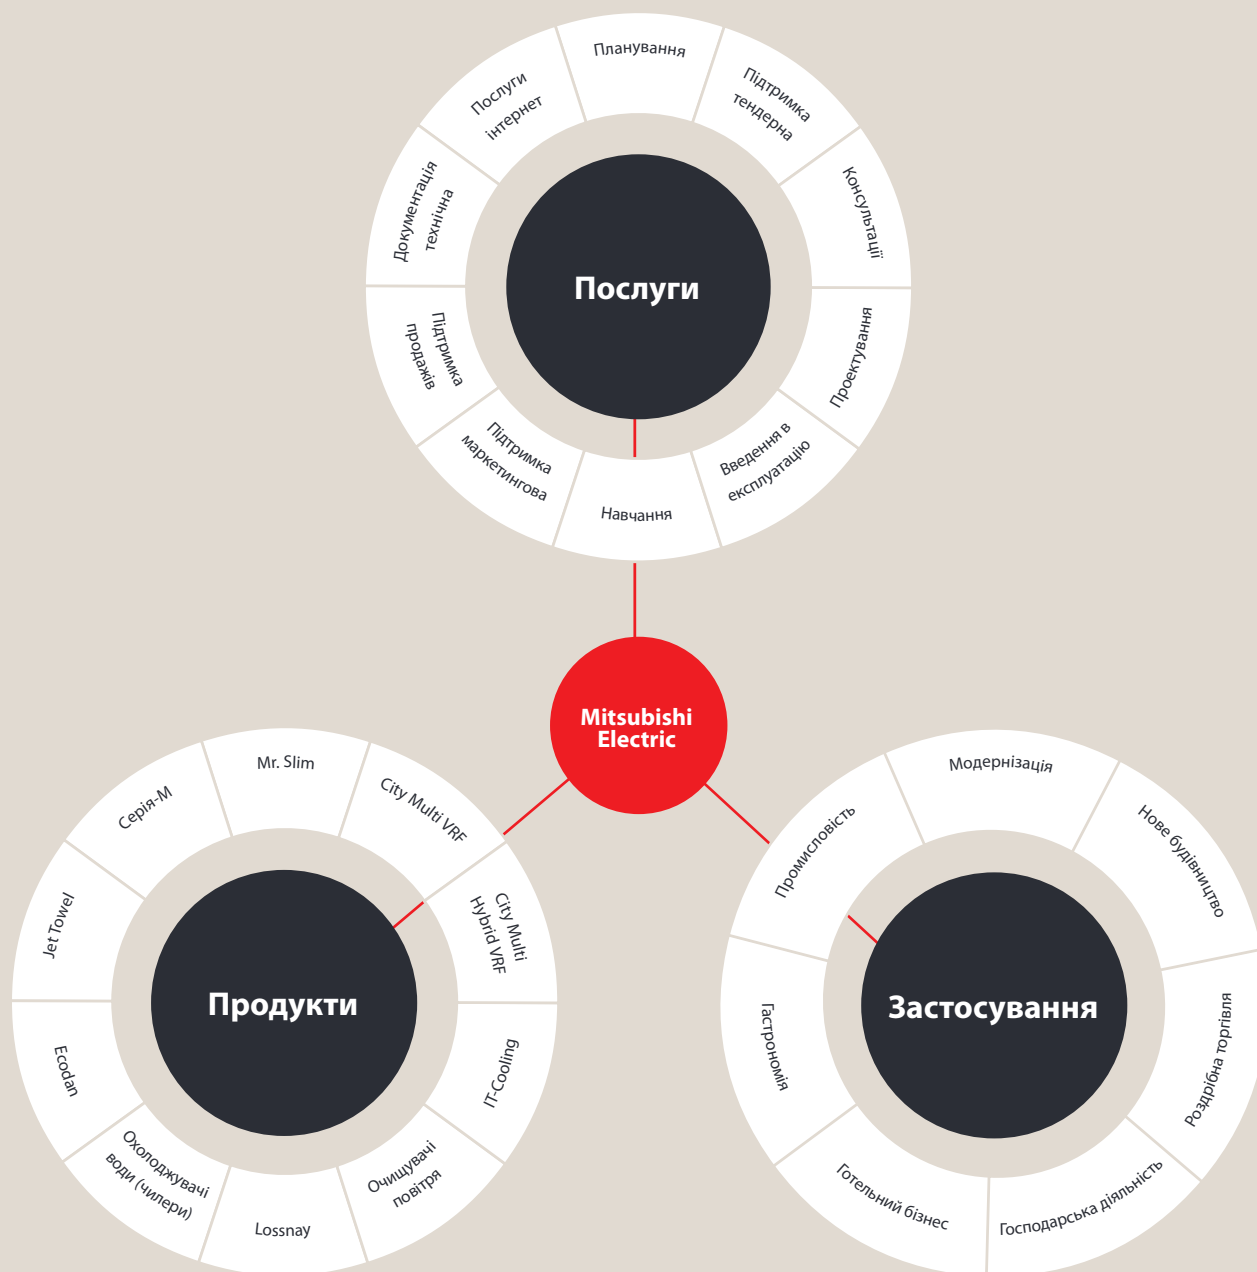 Планування
Підтримка
тендерна
Консультації
Проектування
Введення в
експлуатацію
Навчання
Підтримка
маркетингова
Підтримка
продажів
Документація
технічна
Послуги
інтернет
Послуги
Mitsubishi
Electric
Mr. Slim
City Multi VRF
City Multi
Hybrid VRF
IT-Cooling
Очищувачі
повітря
Lossnay
Охолоджувачі
води (чилери)
Ecodan
Jet Towel
Серія-М
Продукти
Модернізація
Нове будівництво
Роздрібна торгівля
Господарська діяльність
Готельний бізнес
Гастрономія
Промисловість
Застосування